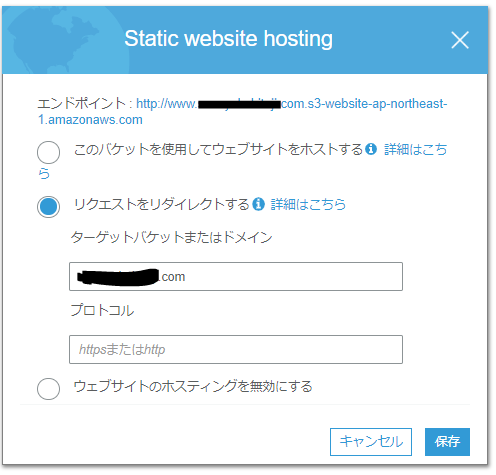 Static website hosting
エンドポイント : http://www. .com.s3-website-ap-northeast-
1.amazonaws.com
このバケットを使用してウェブサイトをホストする 詳細はこち
ら
リクエストをリダイレクトする 詳細はこちら
ターゲットバケットまたはドメイン
.com
プロトコル
httpsまたはhttp
ウェブサイトのホスティングを無効にする
キャンセル 保存